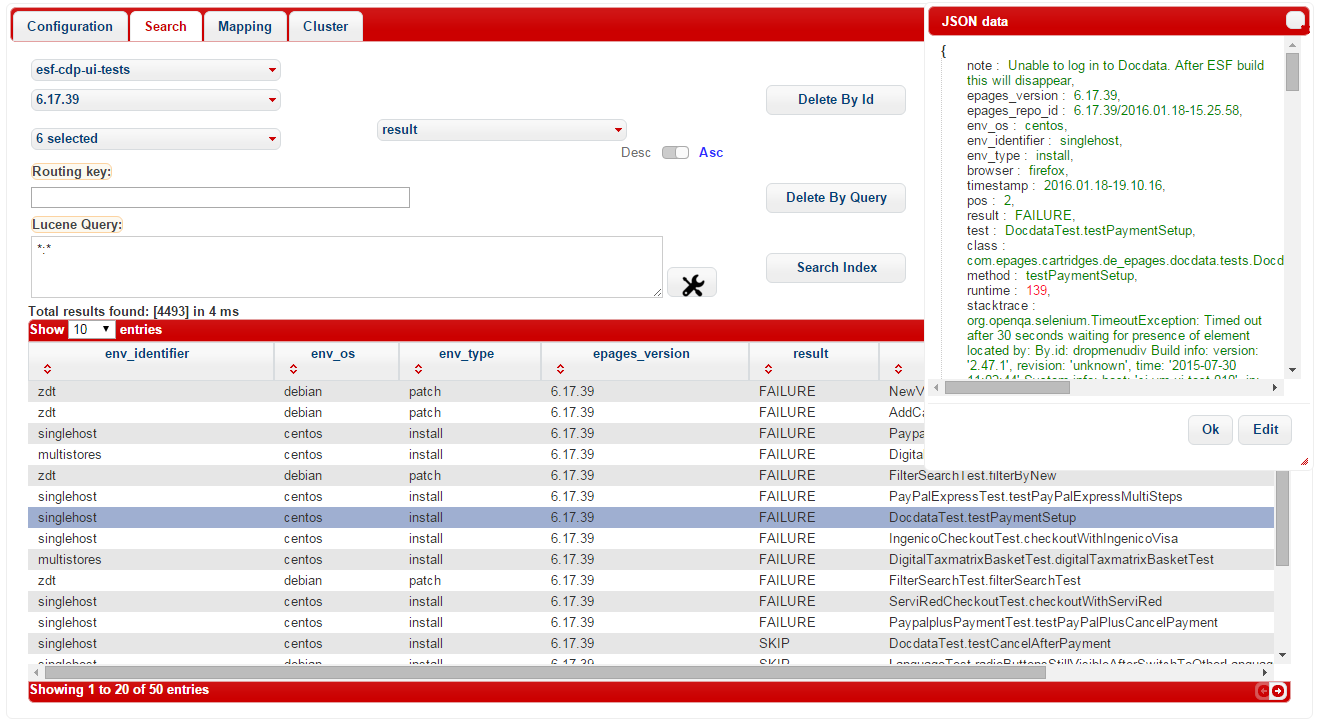 Configuration Search Mapping Cluster
esf-cdp-ui-tests
6.17.39
6 selected
result
Desc Asc
Routing key:
Lucene Query:
*:*
Delete By Id
Delete By Query
Search Index
Total results found: [4493] in 4 ms
Show 10 entries
env_identifier env_os env_type epages_version result
zdt debian patch 6.17.39 FAILURE NewV
zdt debian patch 6.17.39 FAILURE AddCa
singlehost centos install 6.17.39 FAILURE Paypa
multistores centos install 6.17.39 FAILURE Digital
zdt debian patch 6.17.39 FAILURE FilterSearchTest.filterByNew
singlehost centos install 6.17.39 FAILURE PayPalExpressTest.testPayPalExpressMultiSteps
singlehost centos install 6.17.39 FAILURE DocdataTest.testPaymentSetup
singlehost centos install 6.17.39 FAILURE IngenicoCheckoutTest.checkoutWithIngenicoVisa
multistores centos install 6.17.39 FAILURE DigitalTaxmatrixBasketTest.digitalTaxmatrixBasketTest
zdt debian patch 6.17.39 FAILURE FilterSearchTest.filterSearchTest
singlehost centos install 6.17.39 FAILURE ServiRedCheckoutTest.checkoutWithServiRed
singlehost centos install 6.17.39 FAILURE PaypalplusPaymentTest.testPayPalPlusCancelPayment
singlehost centos install 6.17.39 SKIP DocdataTest.testCancelAfterPayment
singlehost debian install 6.17.39 SKIP
Showing 1 to 20 of 50 entries
JSON data
{
note : Unable to log in to Docdata. After ESF build
this will disappear,
epages_version : 6.17.39,
epages_repo_id : 6.17.39/2016.01.18-15.25.58,
env_os : centos,
env_identifier : singlehost,
env_type : install,
browser : firefox,
timestamp : 2016.01.18-19.10.16,
pos : 2,
result : FAILURE,
test : DocdataTest.testPaymentSetup,
class :
com.epages.cartridges.de_epages.docdata.tests.Docd
method : testPaymentSetup,
runtime : 139,
stacktrace :
org.openqa.selenium.TimeoutException: Timed out
after 30 seconds waiting for presence of element
located by: By.id: dropmenudiv Build info: version:
'2.47.1', revision: 'unknown', time: '2015-07-30
Ok Edit